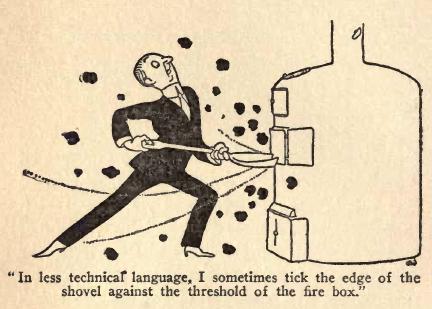 "In less technical language, I sometimes tick the edge of the
shovel against the threshold of the fire box."